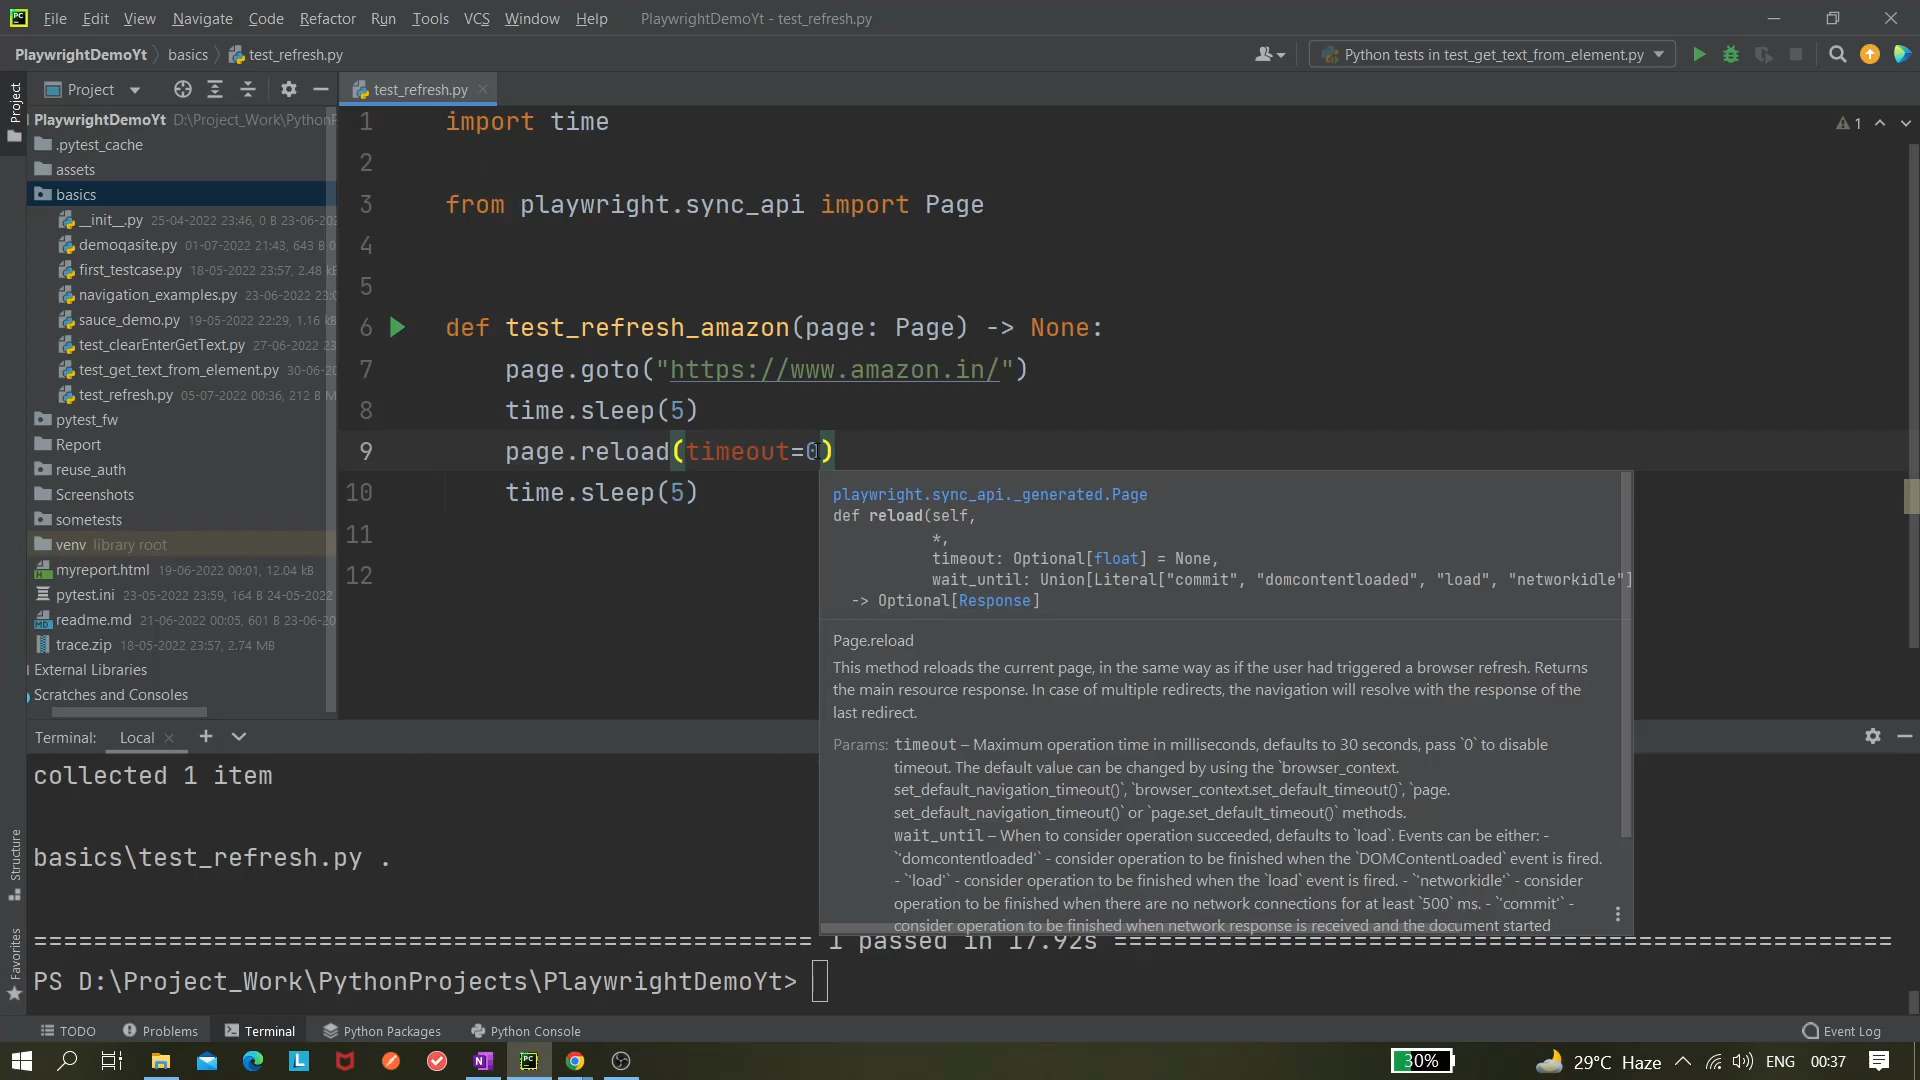 File Edit View Navigate Code Refactor Run Tools VCS Window Help PlaywrightDemoYt - test_refresh.py
PlaywrightDemoYt basics test_refresh.py Python tests in test_get_text_from_element.py
Project
Project test_refresh.py
PlaywrightDemoYt D:\Project_Work\Python
.pytest_cache
assets
basics
__init__.py 25-04-2022 23:46, 0 B 23-06-20
demoqasite.py 01-07-2022 21:43, 643 B 0
first_testcase.py 18-05-2022 23:57, 2.48 k
navigation_examples.py 23-06-2022 23:
sauce_demo.py 19-05-2022 22:29, 1.16 k
test_clearEnterGetText.py 27-06-2022 23
test_get_text_from_element.py 30-06-20
test_refresh.py 05-07-2022 00:36, 212 B M
pytest_fw
Report
reuse_auth
Screenshots
sometests
venv library root
myreport.html 19-06-2022 00:01, 12.04 kB
pytest.ini 23-05-2022 23:59, 164 B 24-05-2022
readme.md 21-06-2022 00:05, 601 B 23-06-20
trace.zip 18-05-2022 23:57, 2.74 MB
External Libraries
Scratches and Consoles
1 import time
2
3 from playwright.sync_api import Page
4
5
6 def test_refresh_amazon(page: Page) -> None:
7 page.goto("https://www.amazon.in/")
8 time.sleep(5)
9 page.reload(timeout=0)
10 time.sleep(5)
11
12
1
playwright.sync_api._generated.Page
def reload(self,
*,
timeout: Optional[float] = None,
wait_until: Union[Literal["commit", "domcontentloaded", "load", "networkidle"]
-> Optional[Response]
Page.reload
This method reloads the current page, in the same way as if the user had triggered a browser refresh. Returns
the main resource response. In case of multiple redirects, the navigation will resolve with the response of the
last redirect.
Params: timeout – Maximum operation time in milliseconds, defaults to 30 seconds, pass `0` to disable
timeout. The default value can be changed by using the `browser_context.
set_default_navigation_timeout()`, `browser_context.set_default_timeout()`, `page.
set_default_navigation_timeout()` or `page.set_default_timeout()` methods.
wait_until – When to consider operation succeeded, defaults to `load`. Events can be either: -
`'domcontentloaded'` - consider operation to be finished when the `DOMContentLoaded` event is fired.
- `'load'` - consider operation to be finished when the `load` event is fired. - `'networkidle'` - consider
operation to be finished when there are no network connections for at least `500` ms. - `'commit'` -
consider operation to be finished when network response is received and the document started
Terminal: Local
collected 1 item
basics\test_refresh.py .
==================================================== 1 passed in 17.92s ====================================================
PS D:\Project_Work\PythonProjects\PlaywrightDemoYt>
Structure
Favorites
TODO Problems Terminal Python Packages Python Console Event Log
30% 29°C Haze ENG 00:37